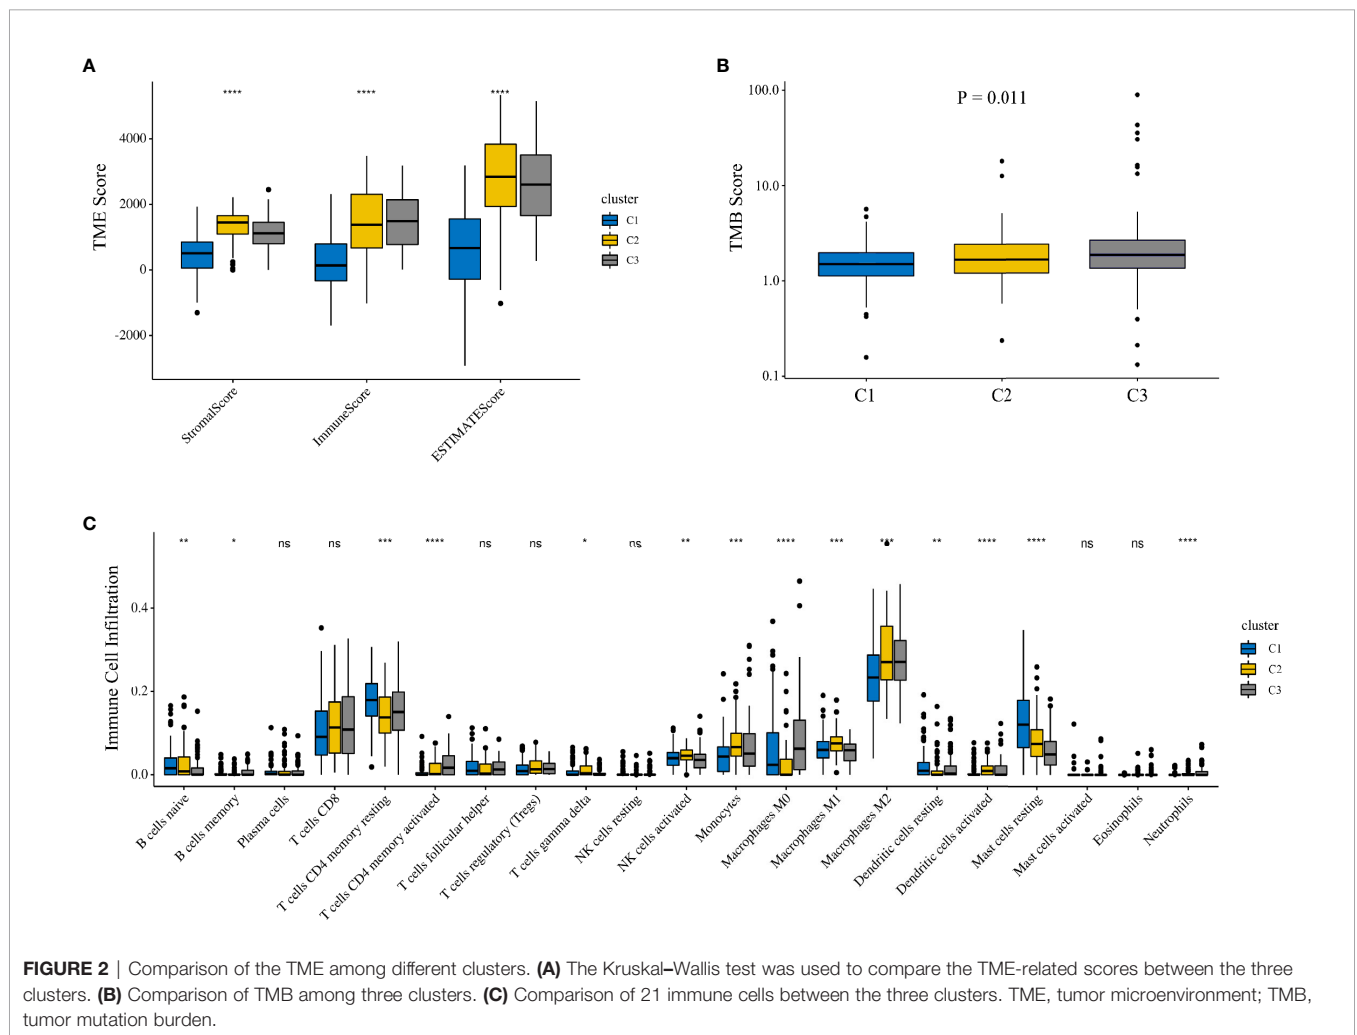 A
****
****
****
TME Score
4000
2000
0
-2000
StromalScore
ImmuneScore
ESTIMATEScore
cluster
C1
C2
C3
B
P = 0.011
TMB Score
100.0
10.0
1.0
0.1
C1
C2
C3
C
** * ns ns *** **** ns ns * ns ** *** **** *** *** ** **** **** ns ns ****
Immune Cell Infiltration
0.4
0.2
0.0
B cells naive
B cells memory
Plasma cells
T cells CD8
T cells CD4 memory resting
T cells CD4 memory activated
T cells follicular helper
T cells regulatory (Tregs)
T cells gamma delta
NK cells resting
NK cells activated
Monocytes
Macrophages M0
Macrophages M1
Macrophages M2
Dendritic cells resting
Dendritic cells activated
Mast cells resting
Mast cells activated
Eosinophils
Neutrophils
cluster
C1
C2
C3
FIGURE 2 | Comparison of the TME among different clusters. (A) The Kruskal–Wallis test was used to compare the TME-related scores between the three
clusters. (B) Comparison of TMB among three clusters. (C) Comparison of 21 immune cells between the three clusters. TME, tumor microenvironment; TMB,
tumor mutation burden.